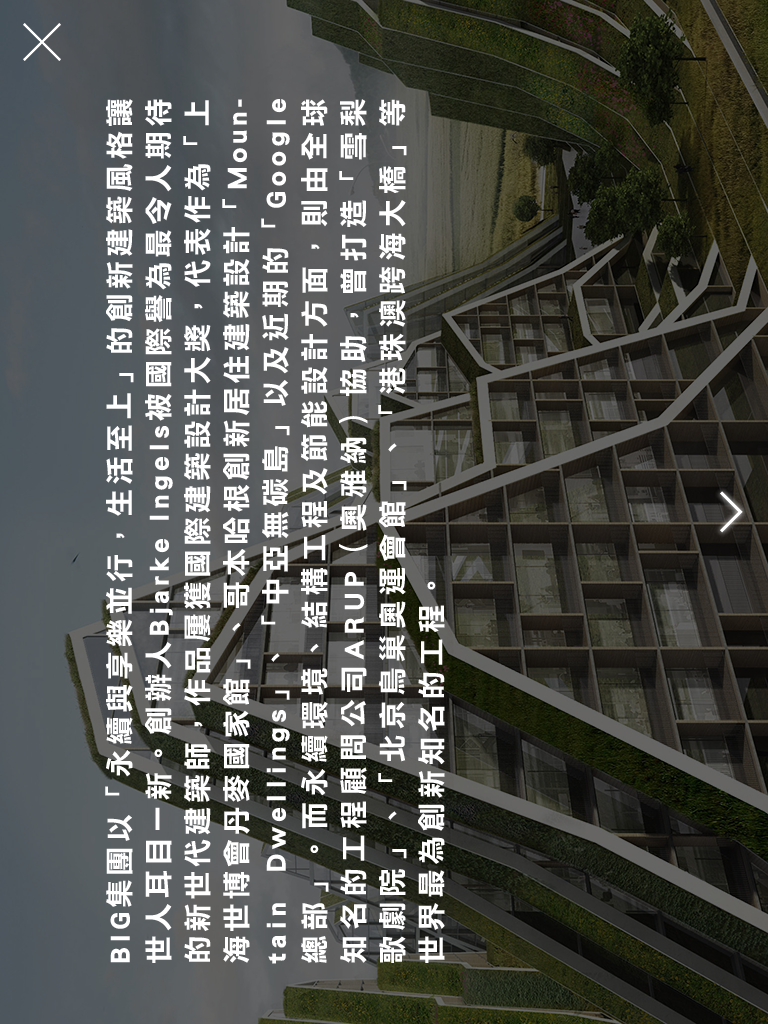 BIG集團以「永續與享樂並行，生活至上」的創新建築風格讓
世人耳目一新。創辦人Bjarke Ingels被國際譽為最令人期待
的新世代建築師，作品屢獲國際建築設計大獎，代表作為「上
海世博會丹麥國家館」、哥本哈根創新居住建築設計「Moun-
tain Dwellings」、「中亞無碳島」以及近期的「Google
總部」。而永續環境、結構工程及節能設計方面，則由全球
知名的工程顧問公司ARUP（奧雅納）協助，曾打造「雪梨
歌劇院」、「北京鳥巢奧運會館」、「港珠澳跨海大橋」等
世界最為創新知名的工程。